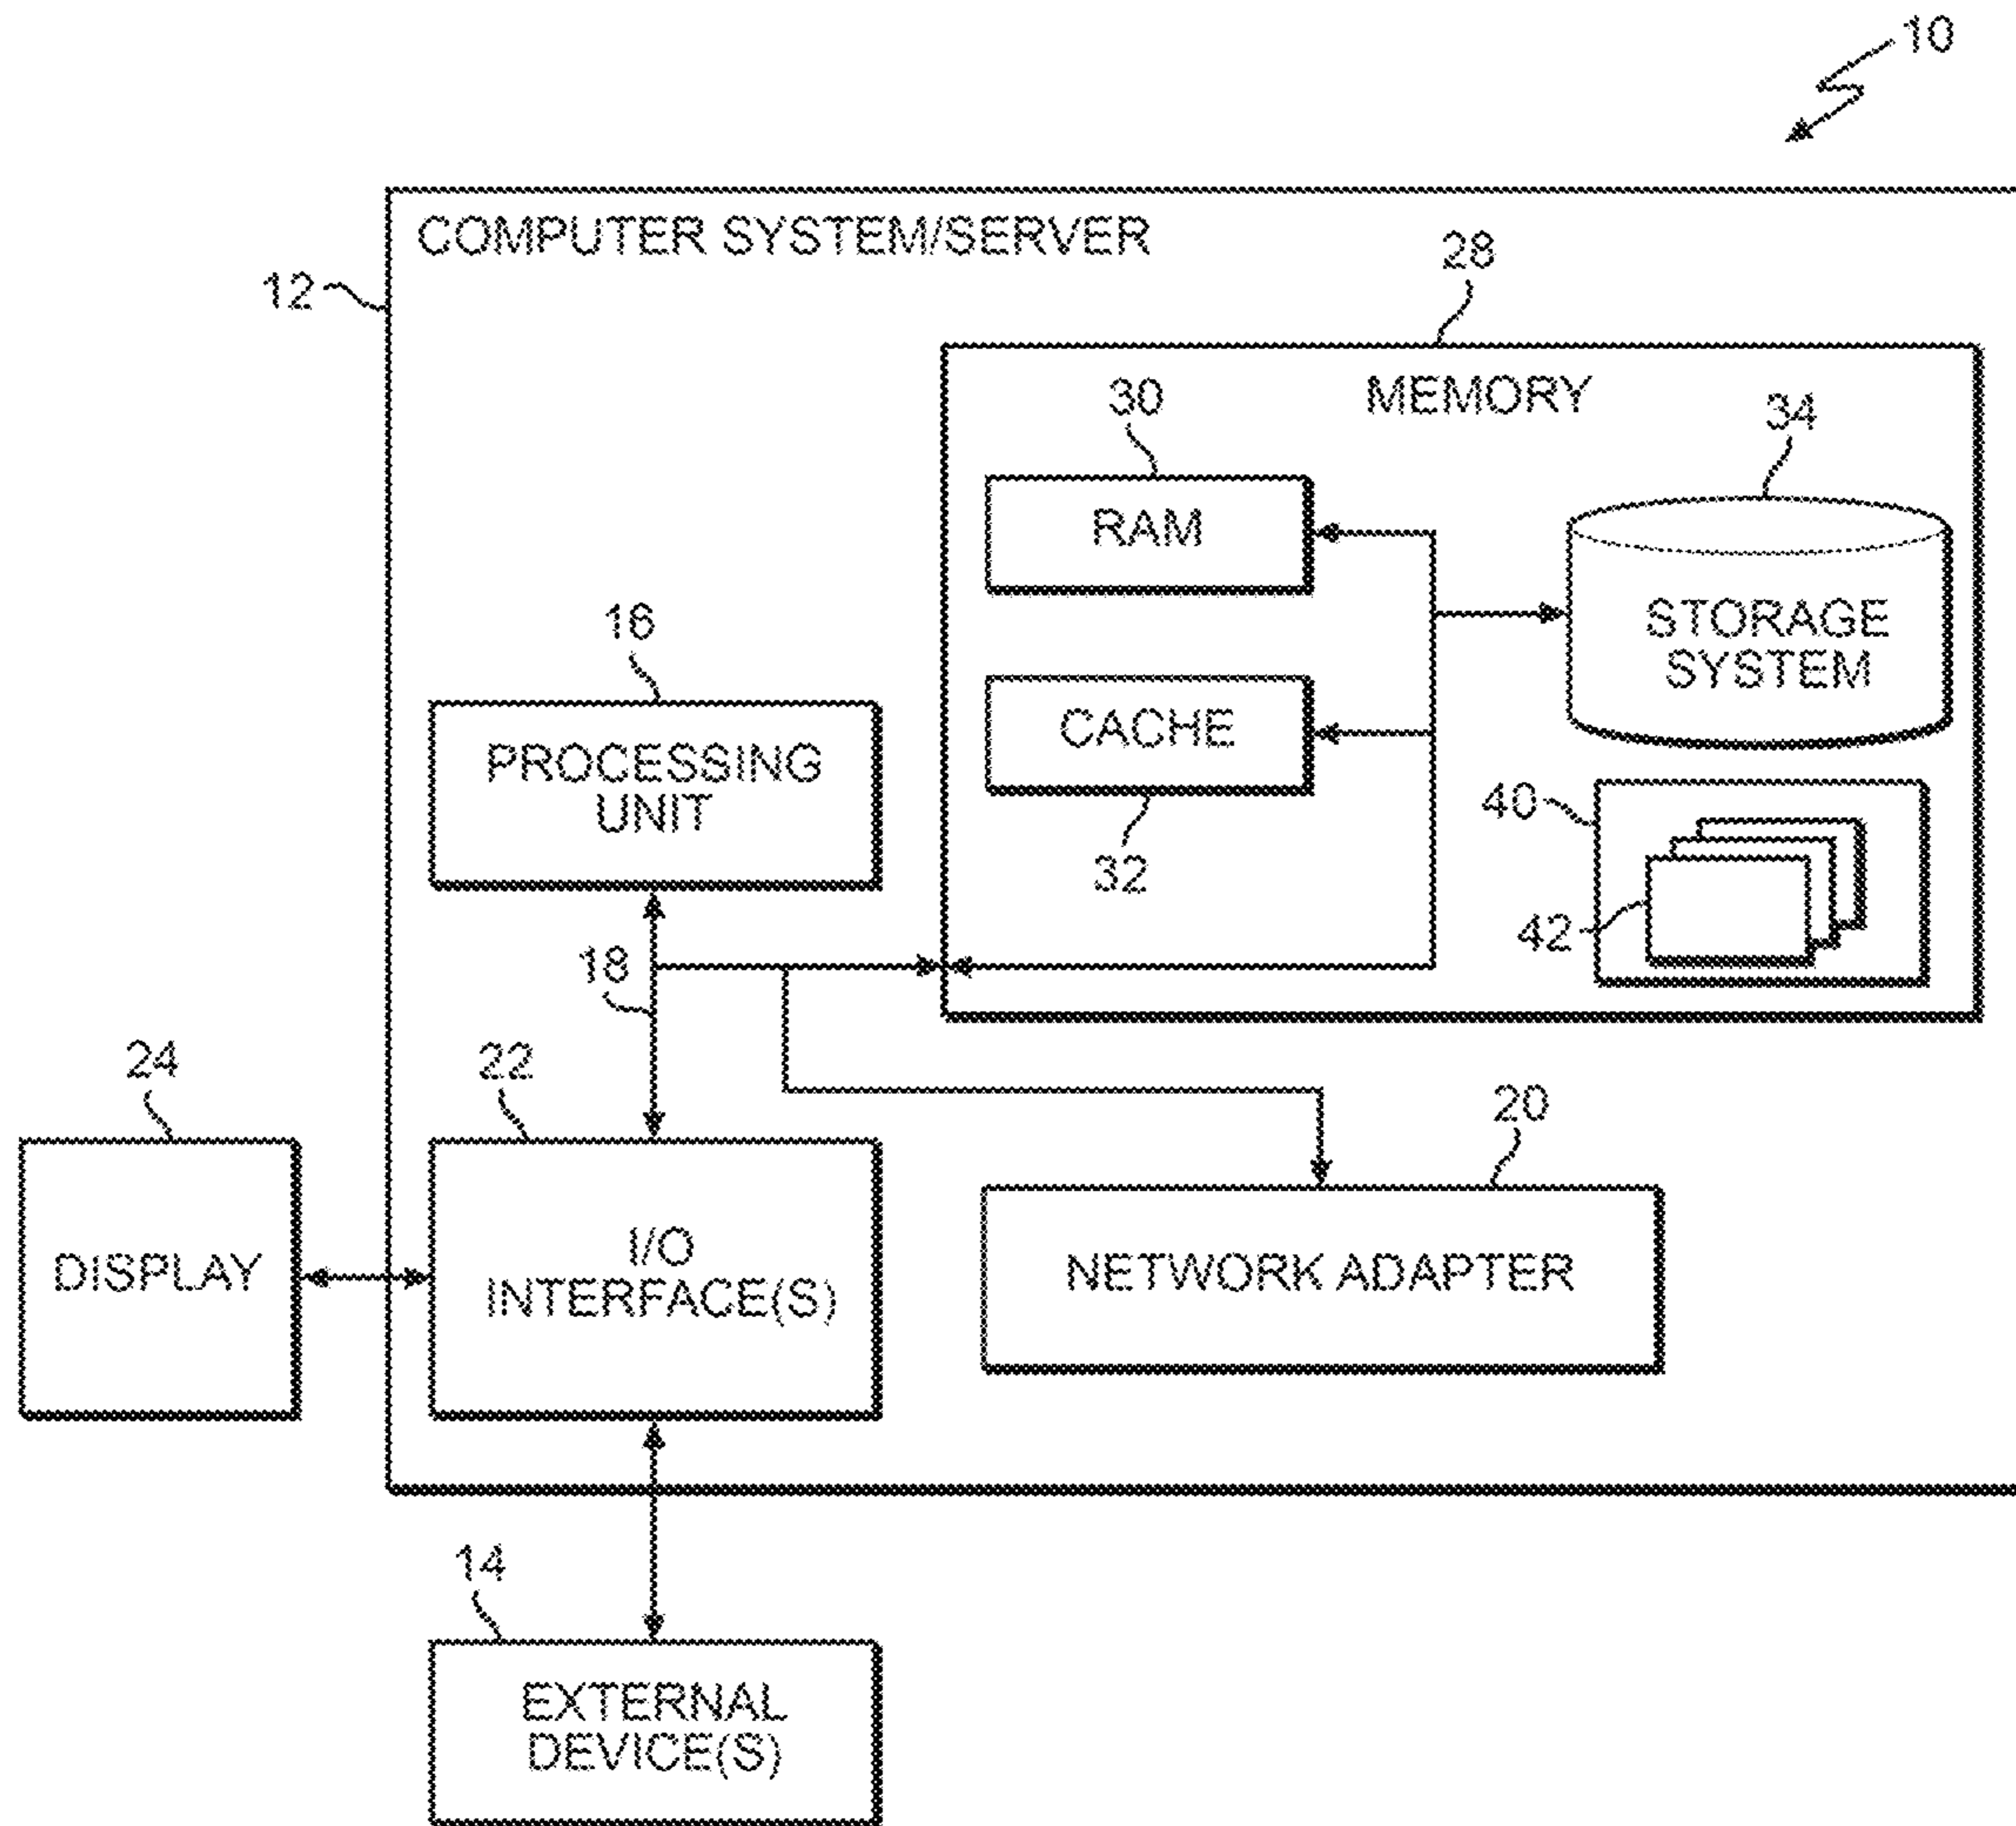 10
COMPUTER SYSTEM/SERVER
12
28
MEMORY
30
34
RAM
STORAGE
SYSTEM
16
CACHE
PROCESSING
UNIT
40
32
42
18
24
22
20
DISPLAY
I/O
INTERFACE(S)
NETWORK ADAPTER
14
EXTERNAL
DEVICE(S)